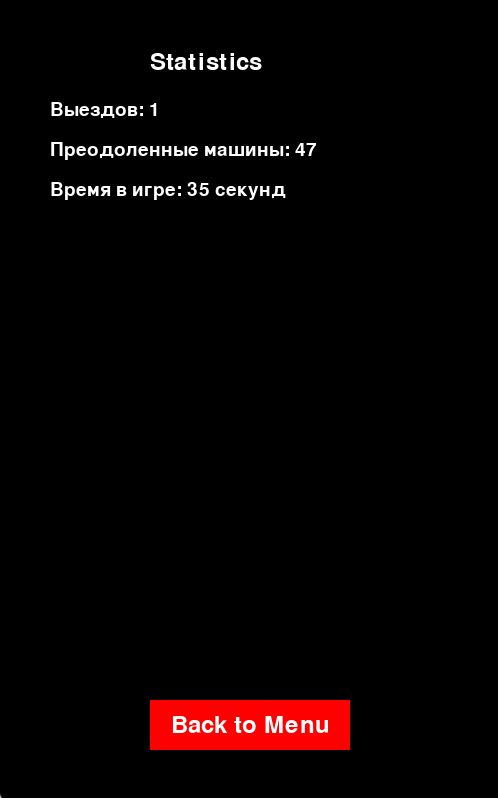 Statistics
Выездов: 1
Преодоленные машины: 47
Время в игре: 35 секунд
Back to Menu